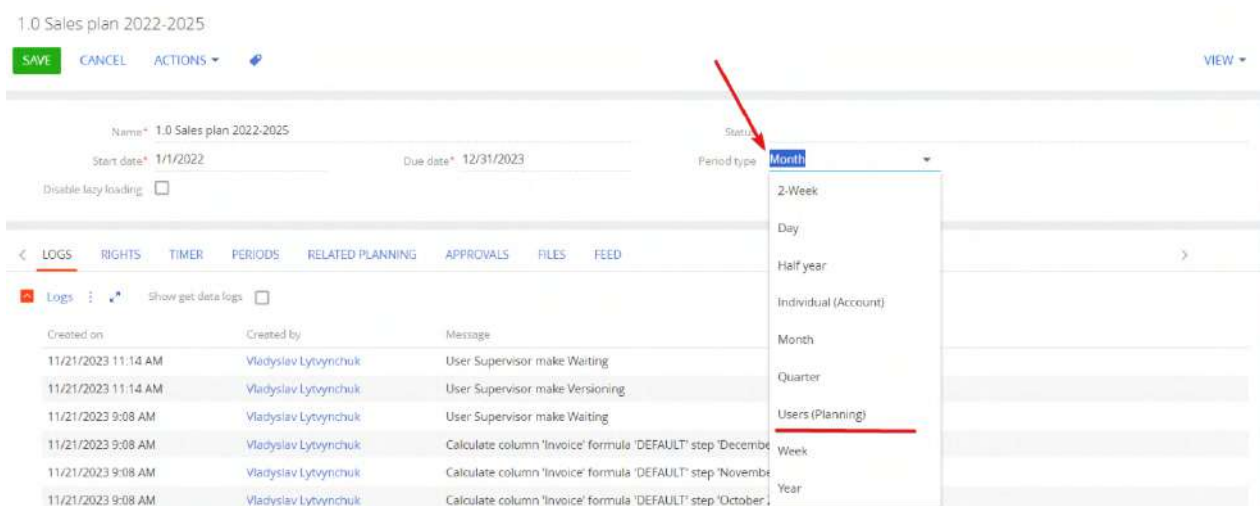 1.0 Sales plan 2022-2025
SAVE CANCEL ACTIONS VIEW
Name* 1.0 Sales plan 2022-2025 Status
Start date* 1/1/2022 Due date* 12/31/2023 Period type Month
Disable lazy loading
2-Week
Day
Half year
Individual (Account)
Month
Quarter
Users (Planning)
Week
Year
LOGS RIGHTS TIMER PERIODS RELATED PLANNING APPROVALS FILES FEED
Logs Show get data logs
Created on Created by Message
11/21/2023 11:14 AM Vladyslav Lytvynchuk User Supervisor make Waiting
11/21/2023 11:14 AM Vladyslav Lytvynchuk User Supervisor make Versioning
11/21/2023 9:08 AM Vladyslav Lytvynchuk User Supervisor make Waiting
11/21/2023 9:08 AM Vladyslav Lytvynchuk Calculate column 'Invoice' formula 'DEFAULT' step 'Decembe
11/21/2023 9:08 AM Vladyslav Lytvynchuk Calculate column 'Invoice' formula 'DEFAULT' step 'Novembe
11/21/2023 9:08 AM Vladyslav Lytvynchuk Calculate column 'Invoice' formula 'DEFAULT' step 'October